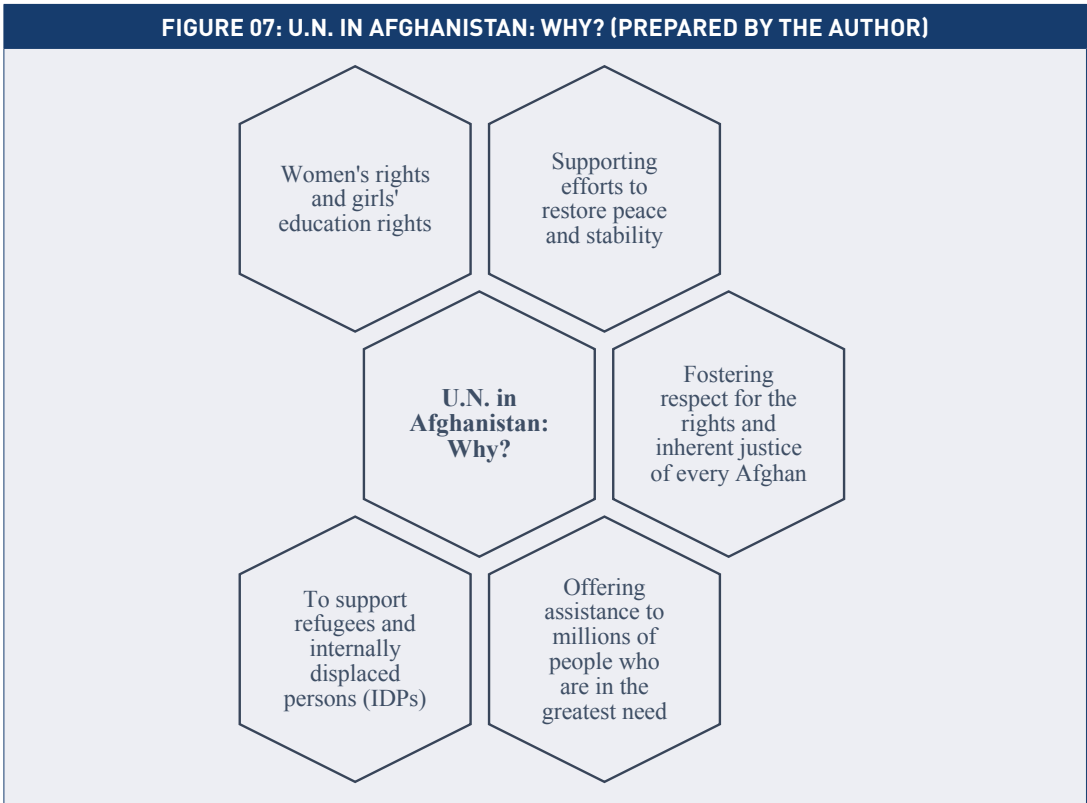 FIGURE 07: U.N. IN AFGHANISTAN: WHY? (PREPARED BY THE AUTHOR)
Women's rights
and girls'
education rights
Supporting
efforts to
restore peace
and stability
U.N. in
Afghanistan:
Why?
Fostering
respect for the
rights and
inherent justice
of every Afghan
To support
refugees and
internally
displaced
persons (IDPs)
Offering
assistance to
millions of
people who
are in the
greatest need